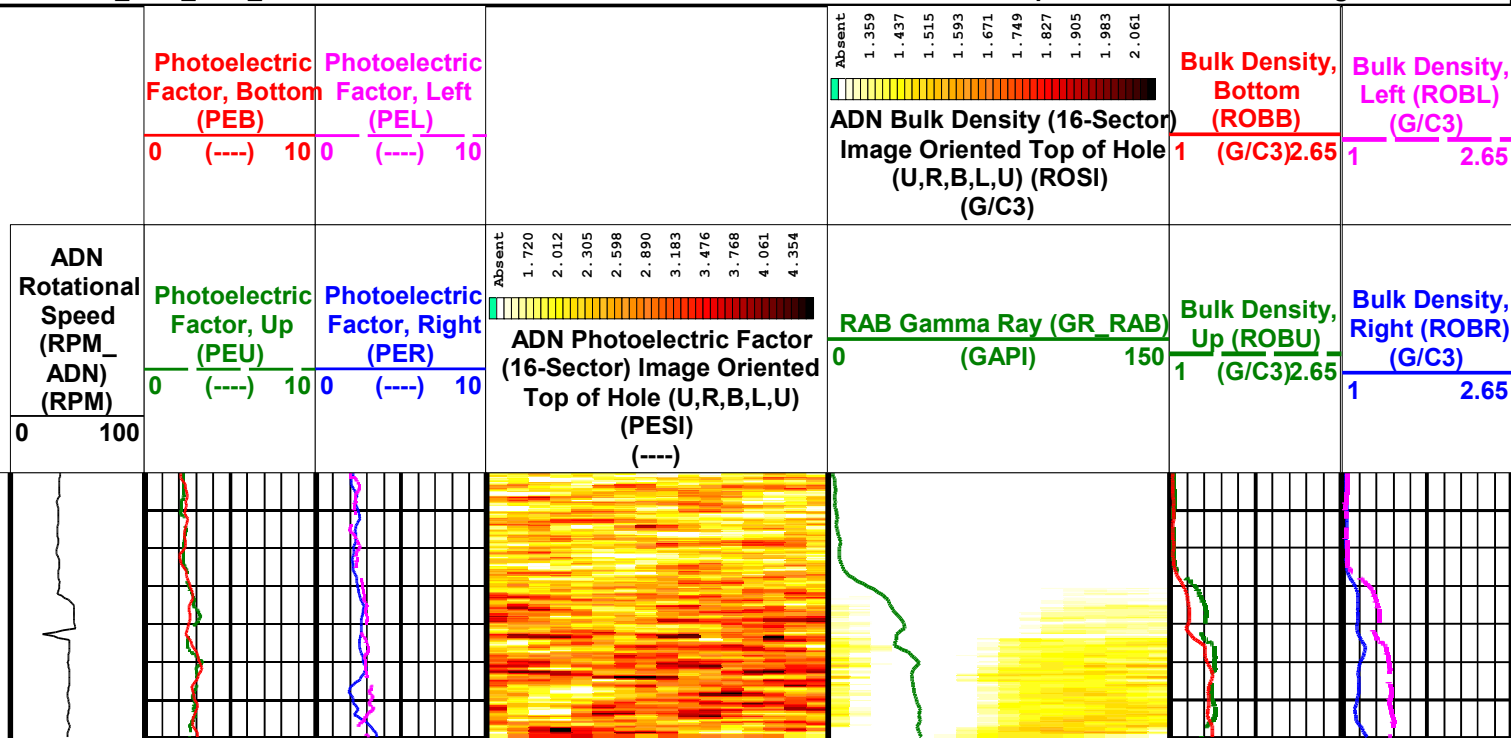 Absent
1.359
1.437
1.515
1.593
1.671
1.749
1.827
1.905
1.983
2.061
Photoelectric
Factor, Bottom
(PEB)
0 (----) 10
Photoelectric
Factor, Left
(PEL)
0 (----) 10
ADN Bulk Density (16-Sector)
Image Oriented Top of Hole
(U,R,B,L,U) (ROSI)
(G/C3)
Bulk Density,
Bottom
(ROBB)
1 (G/C3)2.65
Bulk Density,
Left (ROBL)
(G/C3)
1 2.65
ADN
Rotational
Speed
(RPM_
ADN)
(RPM)
0 100
Photoelectric
Factor, Up
(PEU)
0 (----) 10
Photoelectric
Factor, Right
(PER)
0 (----) 10
Absent
1.720
2.012
2.305
2.598
2.890
3.183
3.476
3.768
4.061
4.354
ADN Photoelectric Factor
(16-Sector) Image Oriented
Top of Hole (U,R,B,L,U)
(PESI)
(----)
RAB Gamma Ray (GR_RAB)
0 (GAPI) 150
Bulk Density,
Up (ROBU)
1 (G/C3)2.65
Bulk Density,
Right (ROBR)
(G/C3)
1 2.65